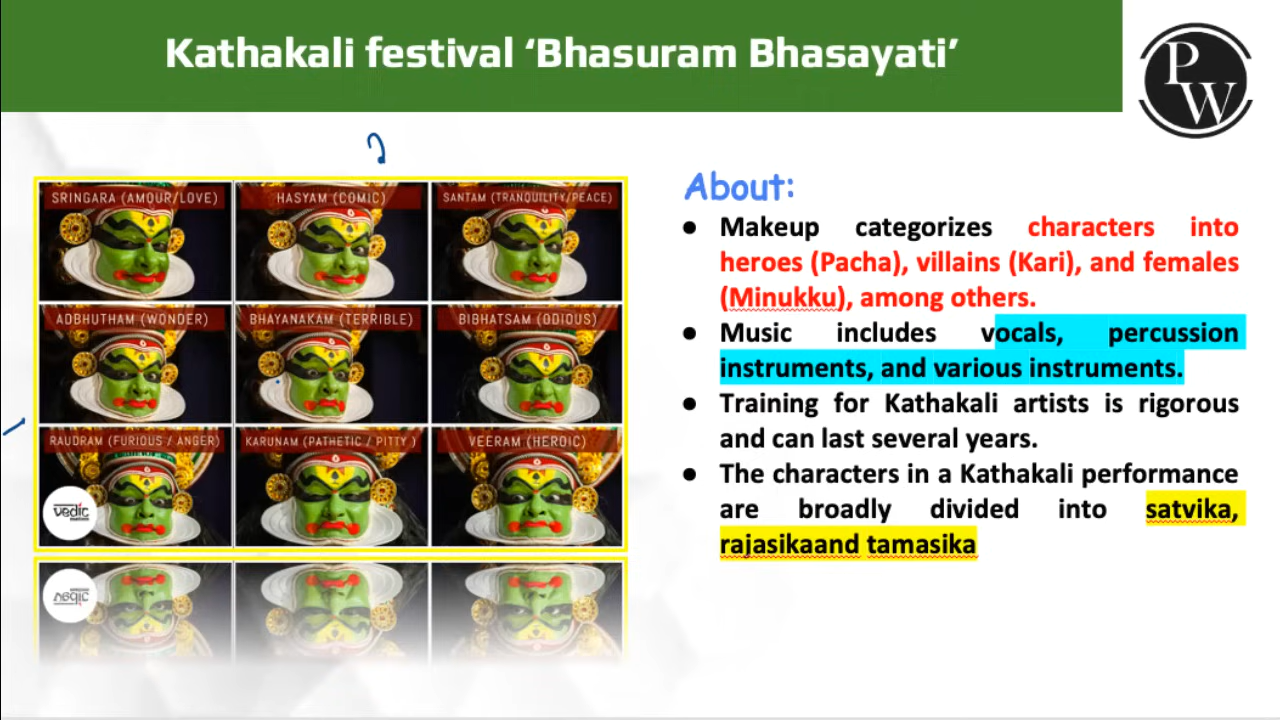 Kathakali festival ‘Bhasuram Bhasayati’
PW
SRINGARA (AMOUR/LOVE)
HASYAM (COMIC)
SANTAM (TRANQUILITY/PEACE)
ADBHUTHAM (WONDER)
BHAYANAKAM (TERRIBLE)
BIBHATSAM (ODIOUS)
RAUDRAM (FURIOUS / ANGER)
KARUNAM (PATHETIC / PITTY )
VEERAM (HEROIC)
vedic
About:
● Makeup categorizes characters into
heroes (Pacha), villains (Kari), and females
(Minukku), among others.
● Music includes vocals, percussion
instruments, and various instruments.
● Training for Kathakali artists is rigorous
and can last several years.
● The characters in a Kathakali performance
are broadly divided into satvika,
rajasikaand tamasika